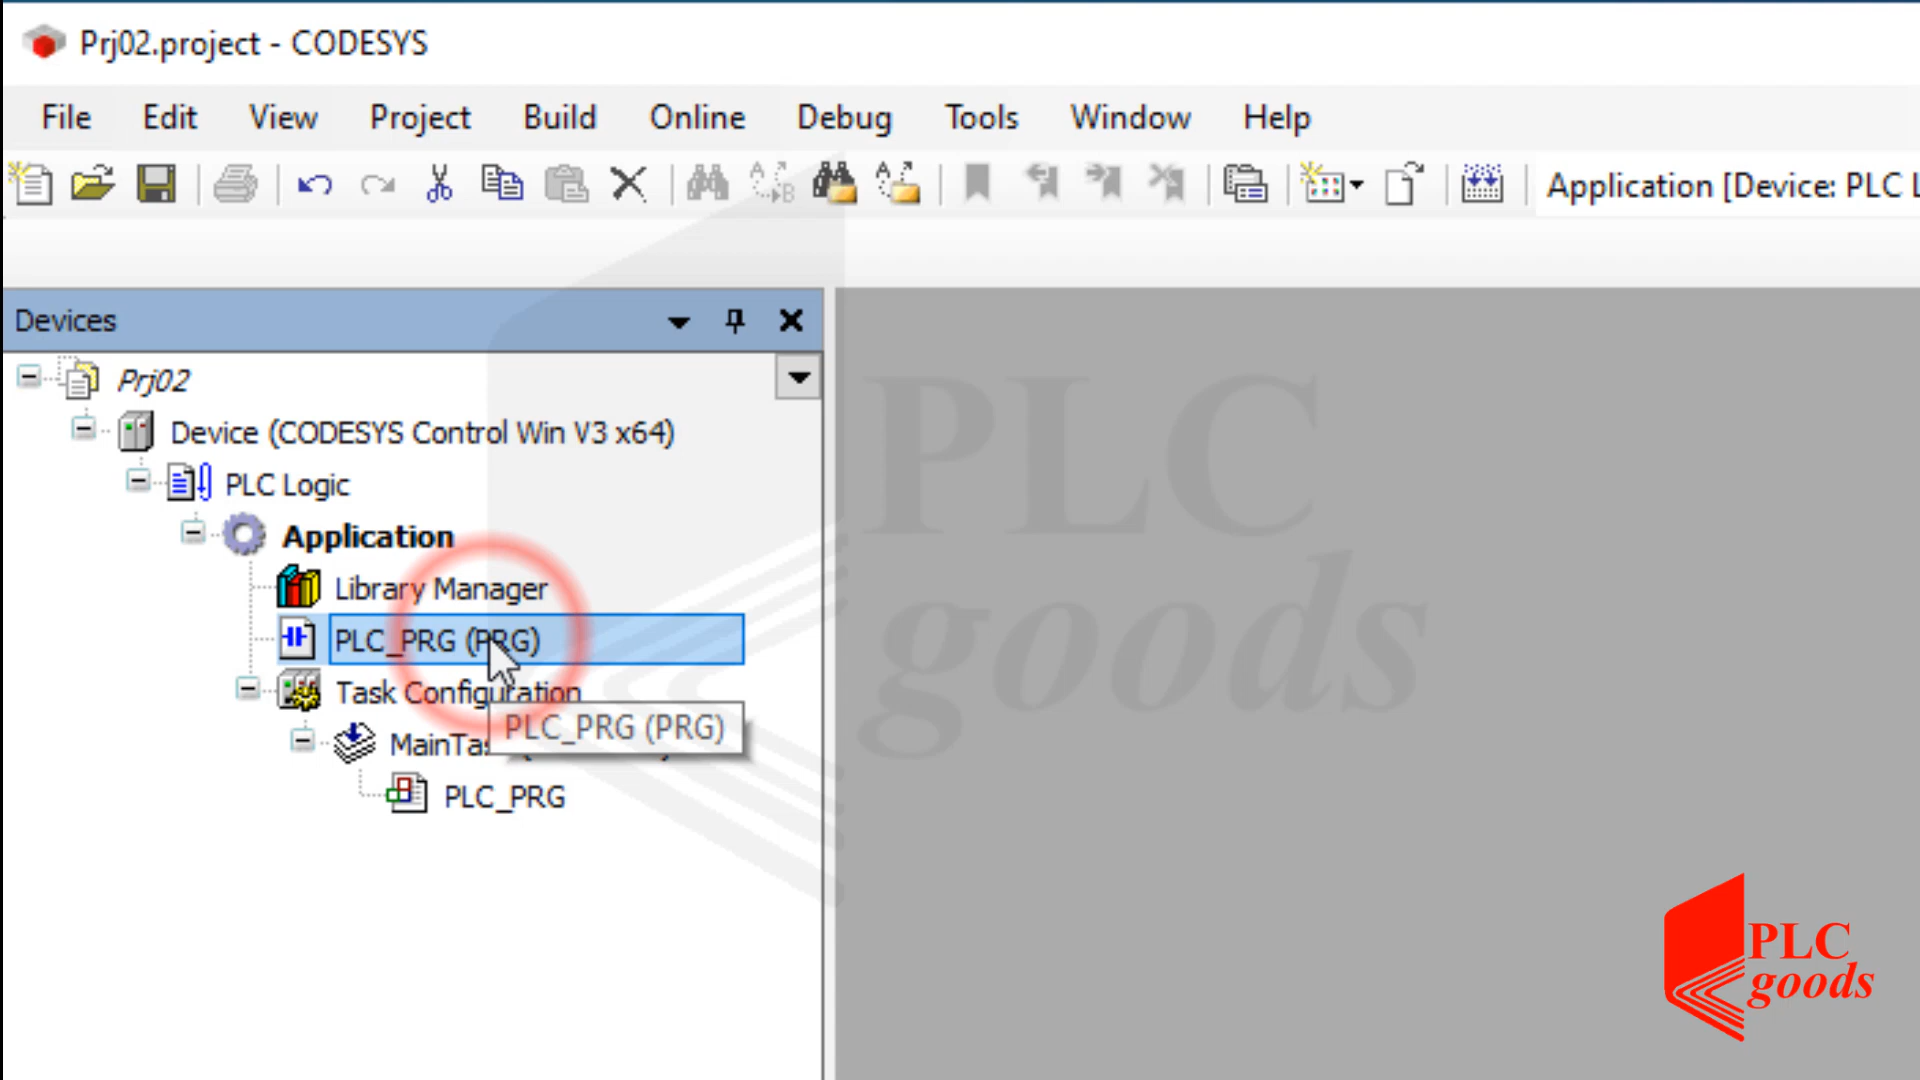 Prj02.project - CODESYS
File Edit View Project Build Online Debug Tools Window Help
Application [Device: PLC L
Devices
Prj02
Device (CODESYS Control Win V3 x64)
PLC Logic
Application
Library Manager
PLC_PRG (PRG)
Task Configuration
PLC_PRG (PRG)
MainTas
PLC_PRG
PLC
goods
PLC
goods